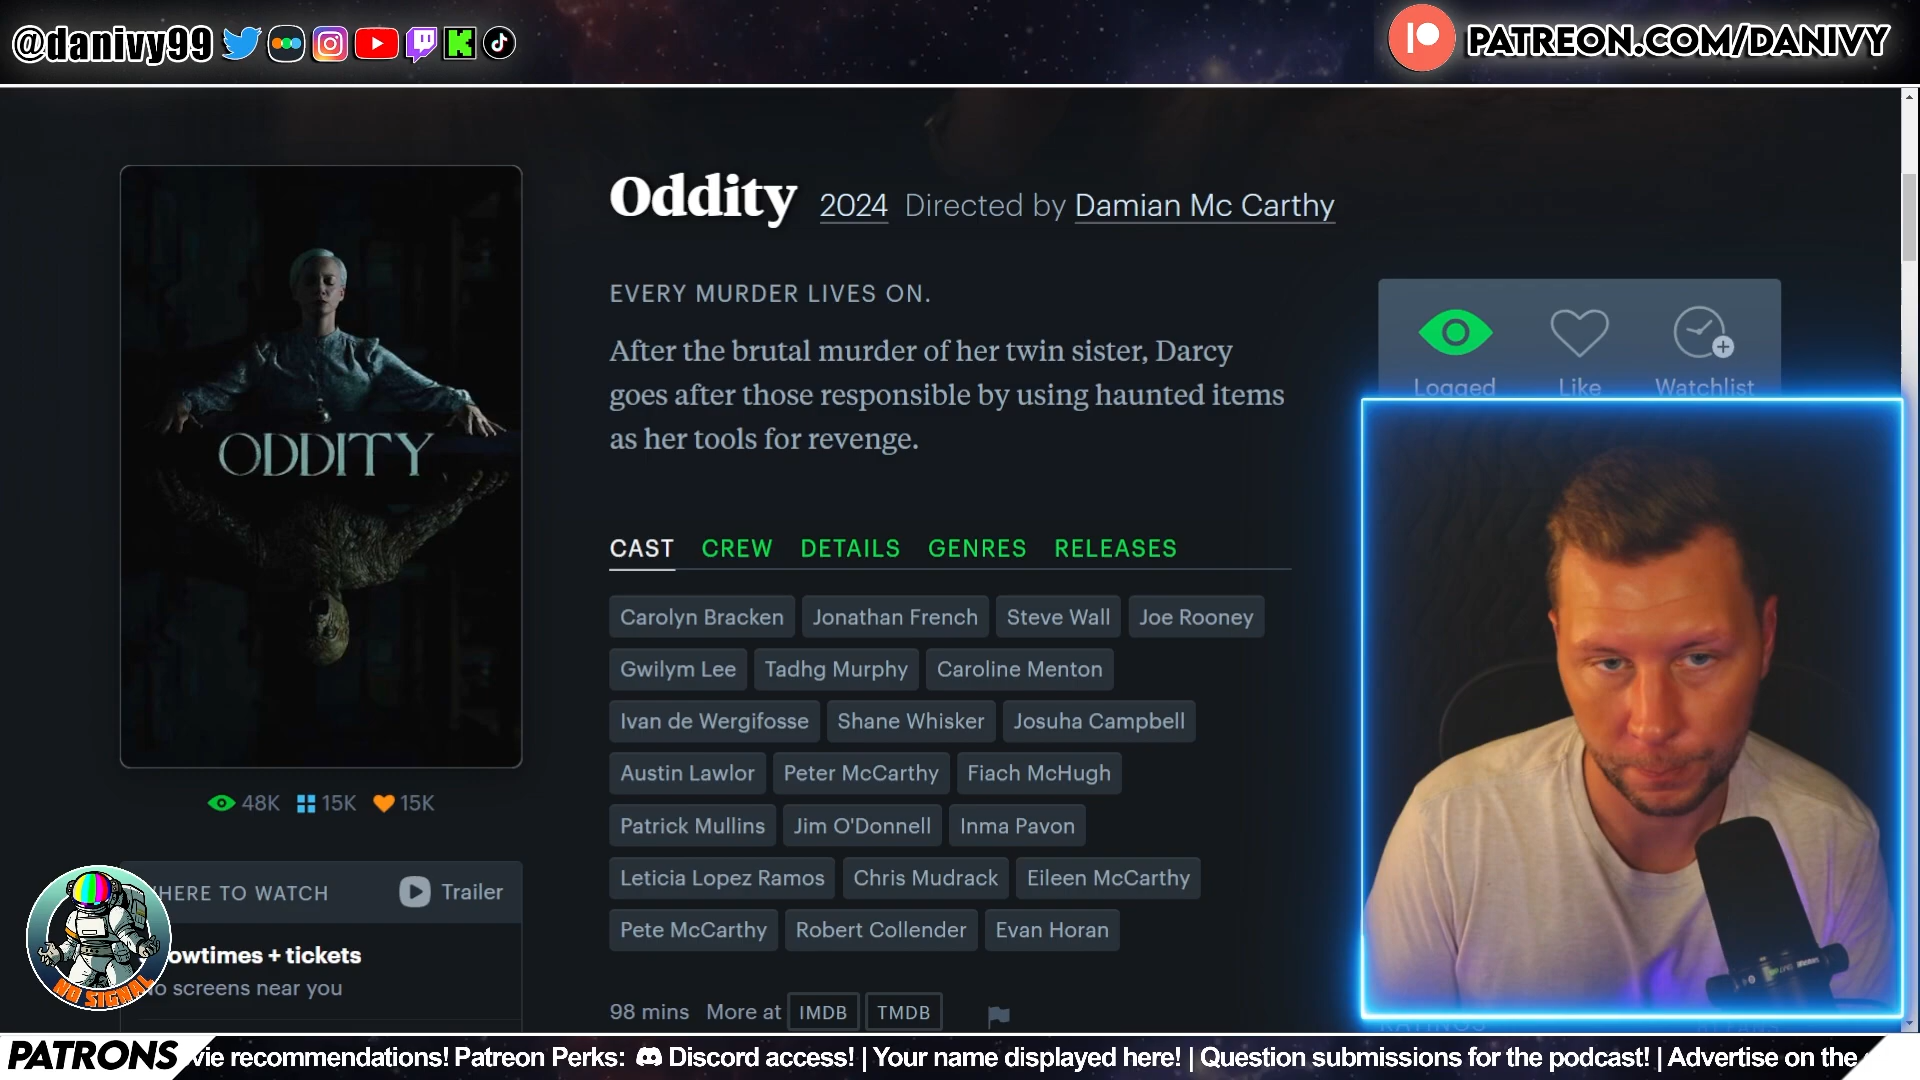 @danivy99
PATREON.COM/DANIVY
Oddity 2024 Directed by Damian Mc Carthy
EVERY MURDER LIVES ON.
After the brutal murder of her twin sister, Darcy
goes after those responsible by using haunted items
as her tools for revenge.
Logged Like Watchlist
ODDITY
CAST CREW DETAILS GENRES RELEASES
Carolyn Bracken Jonathan French Steve Wall Joe Rooney
Gwilym Lee Tadhg Murphy Caroline Menton
Ivan de Wergifosse Shane Whisker Josuha Campbell
Austin Lawlor Peter McCarthy Fiach McHugh
Patrick Mullins Jim O'Donnell Inma Pavon
Leticia Lopez Ramos Chris Mudrack Eileen McCarthy
Pete McCarthy Robert Collender Evan Horan
98 mins More at IMDB TMDB
48K 15K 15K
HERE TO WATCH Trailer
owtimes + tickets
o screens near you
NO SIGNAL
PATRONS
vie recommendations! Patreon Perks: Discord access! | Your name displayed here! | Question submissions for the podcast! | Advertise on the